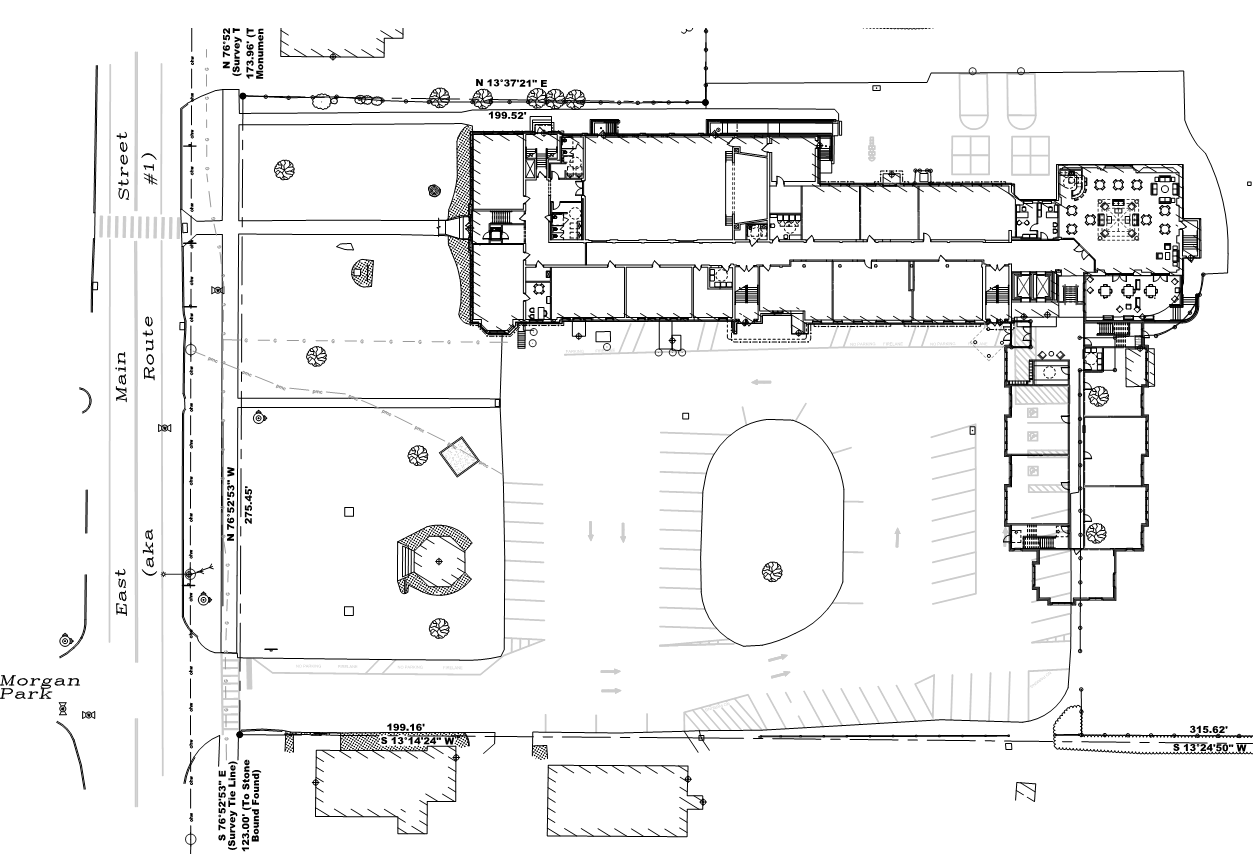 N 76°52
(Survey T
173.96' (T
Monumen
N 13°37'21" E
199.52'
East Main Street
(aka Route #1)
N 76°52'53" W
275.45'
Morgan
Park
199.16'
S 13°14'24" W
315.62'
S 13°24'50" W
S 76°52'53" E
(Survey Tie Line)
123.00' (To Stone
Bound Found)